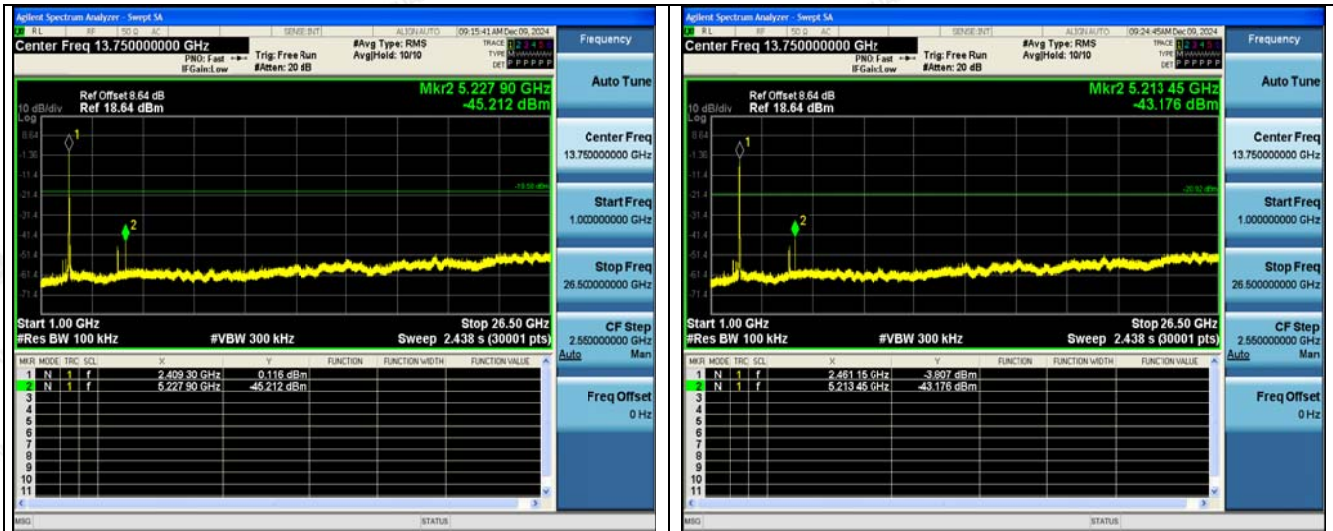 Agilent Spectrum Analyzer - Swept SA
RL RF 50 Ω AC SENSE:INT ALIGN AUTO 09:15:41 AM Dec 09, 2024
Center Freq 13.750000000 GHz
PNO: Fast
IFGain:Low
Trig: Free Run
#Atten: 20 dB
#Avg Type: RMS
Avg|Hold: 10/10
TRACE 1 2 3 4 5 6
TYPE M
DET P P P P P P
Mkr2 5.227 90 GHz
-45.212 dBm
Ref Offset 8.64 dB
10 dB/div Ref 18.64 dBm
Log
8.64
-1.36
-11.4
-21.4
-31.4
-41.4
-51.4
-61.4
-71.4
1
2
Start 1.00 GHz Stop 26.50 GHz
#Res BW 100 kHz #VBW 300 kHz Sweep 2.438 s (30001 pts)
MKR MODE TRC SCL X Y FUNCTION FUNCTION WIDTH FUNCTION VALUE
1 N 1 f 2.409 30 GHz 0.116 dBm
2 N 1 f 5.227 90 GHz -45.212 dBm
3
4
5
6
7
8
9
10
11
MSG STATUS
Frequency
Auto Tune
Center Freq
13.750000000 GHz
Start Freq
1.000000000 GHz
Stop Freq
26.500000000 GHz
CF Step
2.550000000 GHz
Auto Man
Freq Offset
0 Hz
Agilent Spectrum Analyzer - Swept SA
RL RF 50 Ω AC SENSE:INT ALIGN AUTO 09:24:45 AM Dec 09, 2024
Center Freq 13.750000000 GHz
PNO: Fast
IFGain:Low
Trig: Free Run
#Atten: 20 dB
#Avg Type: RMS
Avg|Hold: 10/10
TRACE 1 2 3 4 5 6
TYPE M
DET P P P P P P
Mkr2 5.213 45 GHz
-43.176 dBm
Ref Offset 8.64 dB
10 dB/div Ref 18.64 dBm
Log
8.64
-1.36
-11.4
-21.4
-31.4
-41.4
-51.4
-61.4
-71.4
1
2
Start 1.00 GHz Stop 26.50 GHz
#Res BW 100 kHz #VBW 300 kHz Sweep 2.438 s (30001 pts)
MKR MODE TRC SCL X Y FUNCTION FUNCTION WIDTH FUNCTION VALUE
1 N 1 f 2.461 15 GHz -3.807 dBm
2 N 1 f 5.213 45 GHz -43.176 dBm
3
4
5
6
7
8
9
10
11
MSG STATUS
Frequency
Auto Tune
Center Freq
13.750000000 GHz
Start Freq
1.000000000 GHz
Stop Freq
26.500000000 GHz
CF Step
2.550000000 GHz
Auto Man
Freq Offset
0 Hz